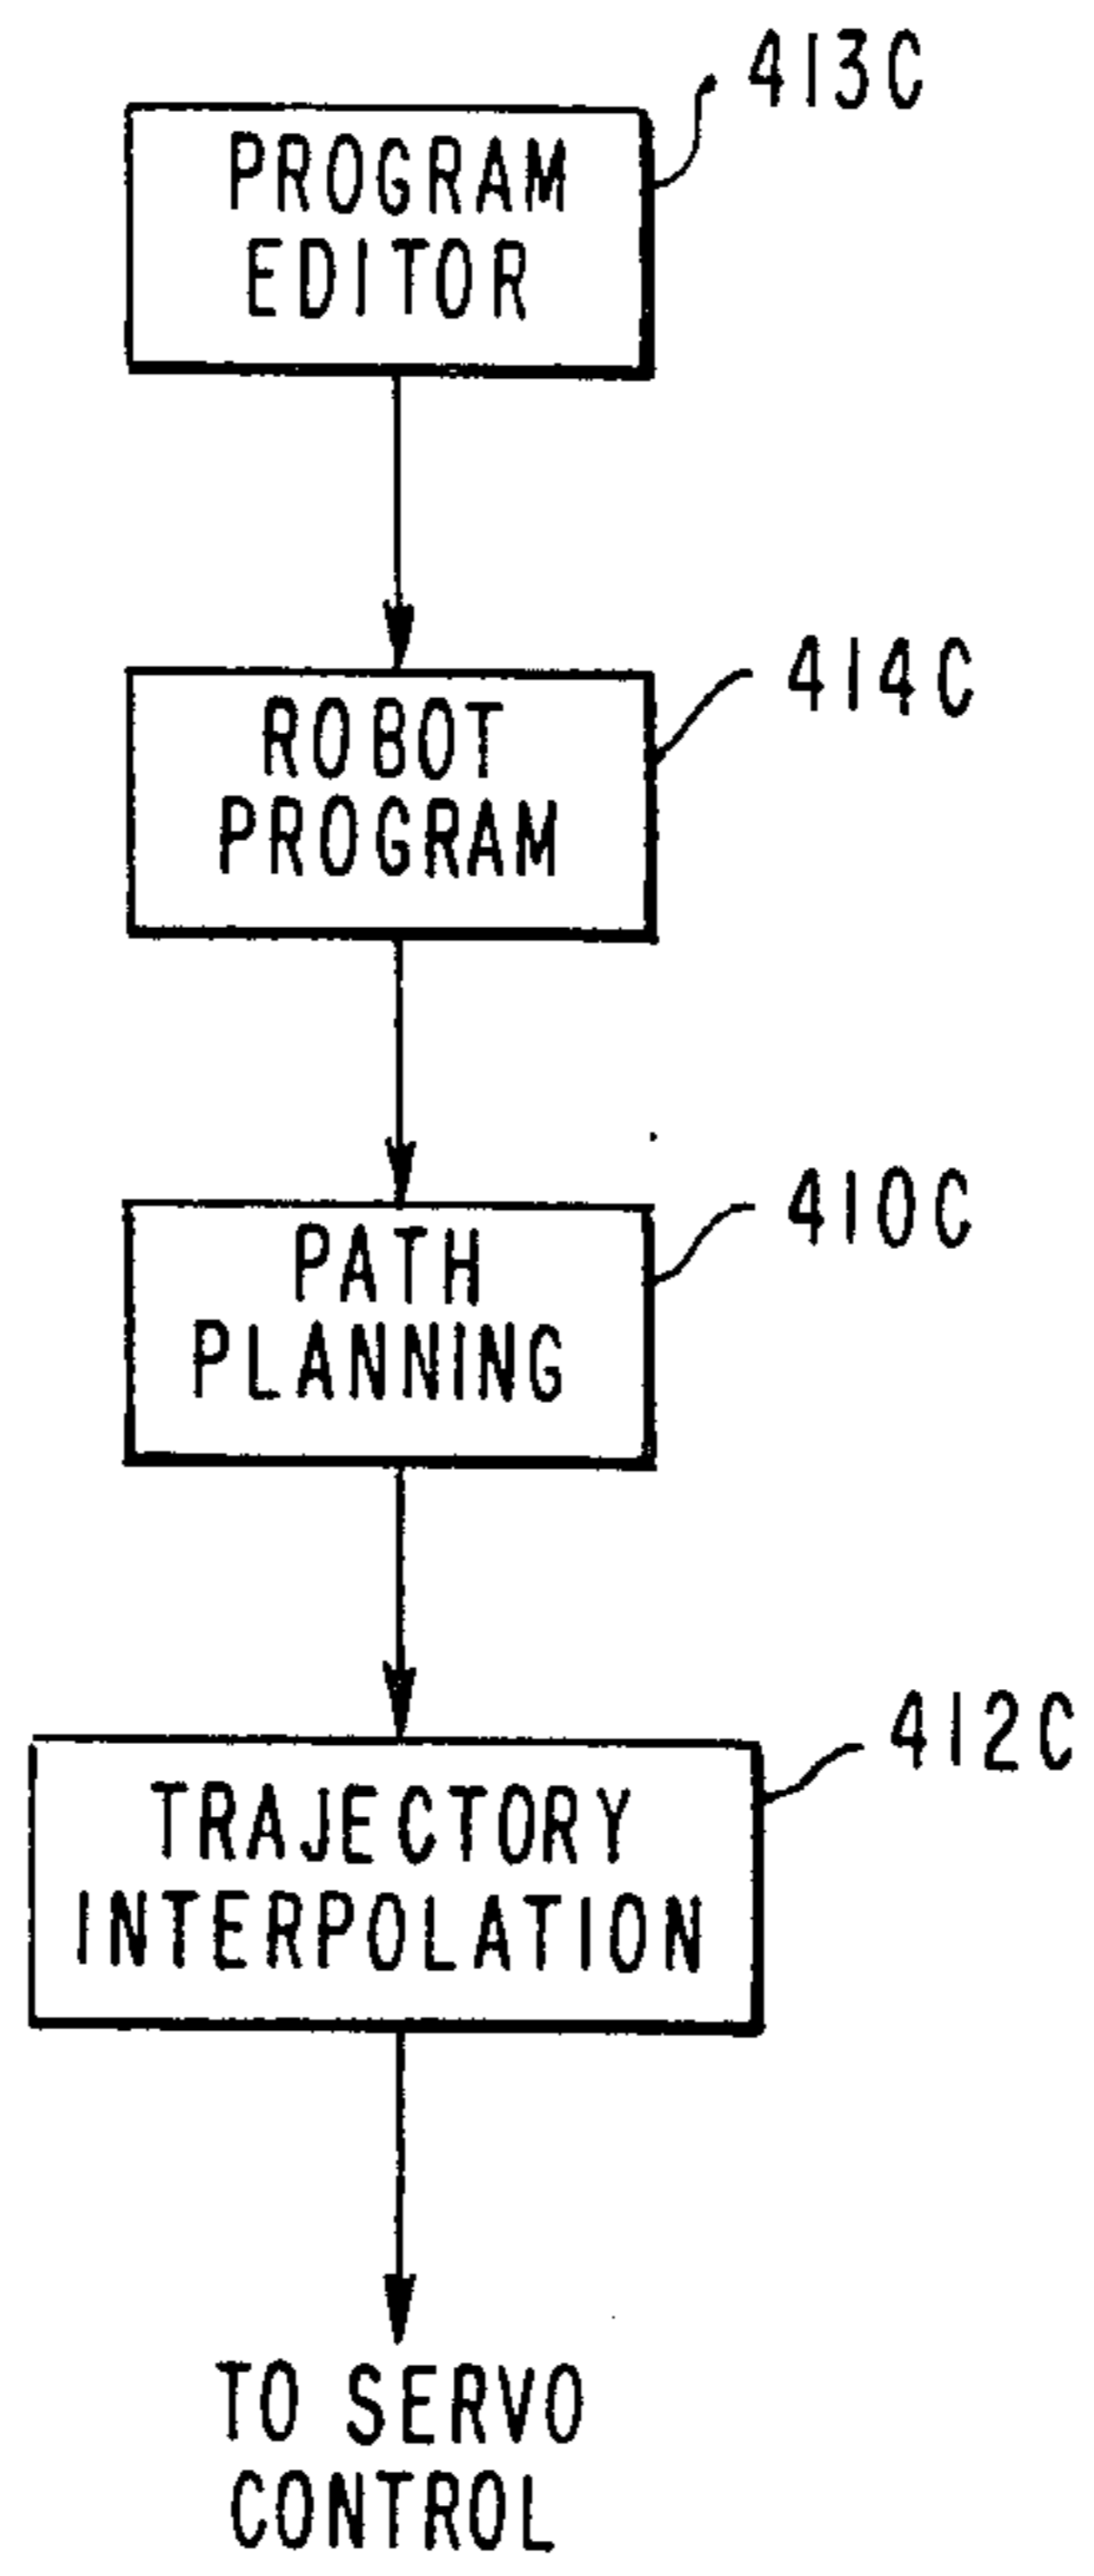 413C
PROGRAM
EDITOR
414C
ROBOT
PROGRAM
410C
PATH
PLANNING
412C
TRAJECTORY
INTERPOLATION
TO SERVO
CONTROL